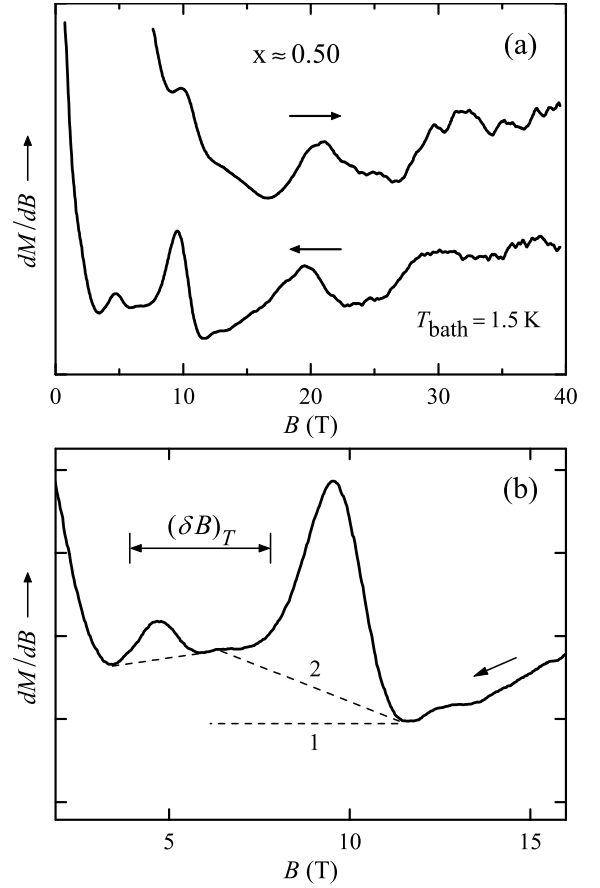 (a)
x ≈ 0.50
dM/dB
T_bath = 1.5 K
0 10 20 30 40
B (T)
(b)
(δB)_T
dM/dB
2
1
5 10 15
B (T)